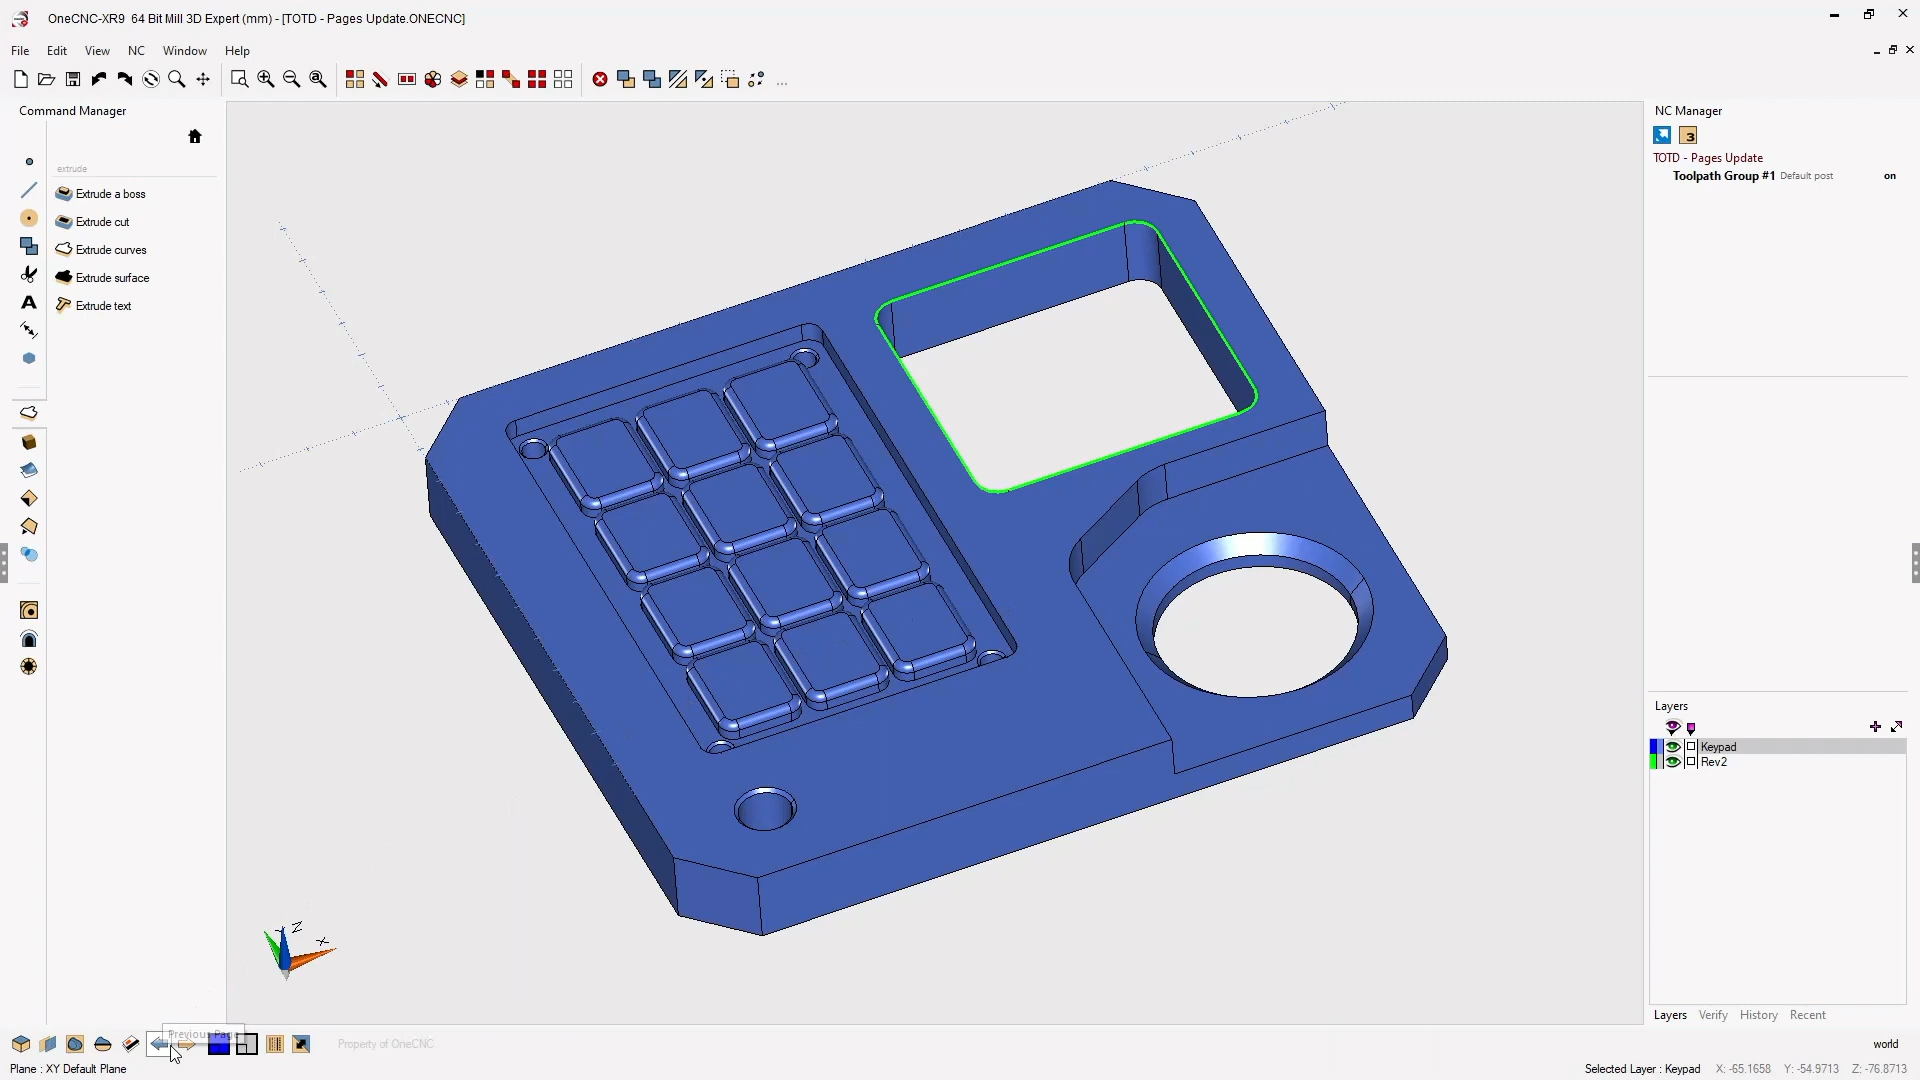 OneCNC-XR9 64 Bit Mill 3D Expert (mm) - [TOTD - Pages Update.ONECNC]
File Edit View NC Window Help
Command Manager
extrude
Extrude a boss
Extrude cut
Extrude curves
Extrude surface
Extrude text
Z
X
NC Manager
3
TOTD - Pages Update
Toolpath Group #1 Default post on
Layers
Keypad
Rev2
Layers Verify History Recent
Previous Page
Property of OneCNC
world
Plane : XY Default Plane
Selected Layer : Keypad X: -65.1658 Y: -54.9713 Z: -76.8713